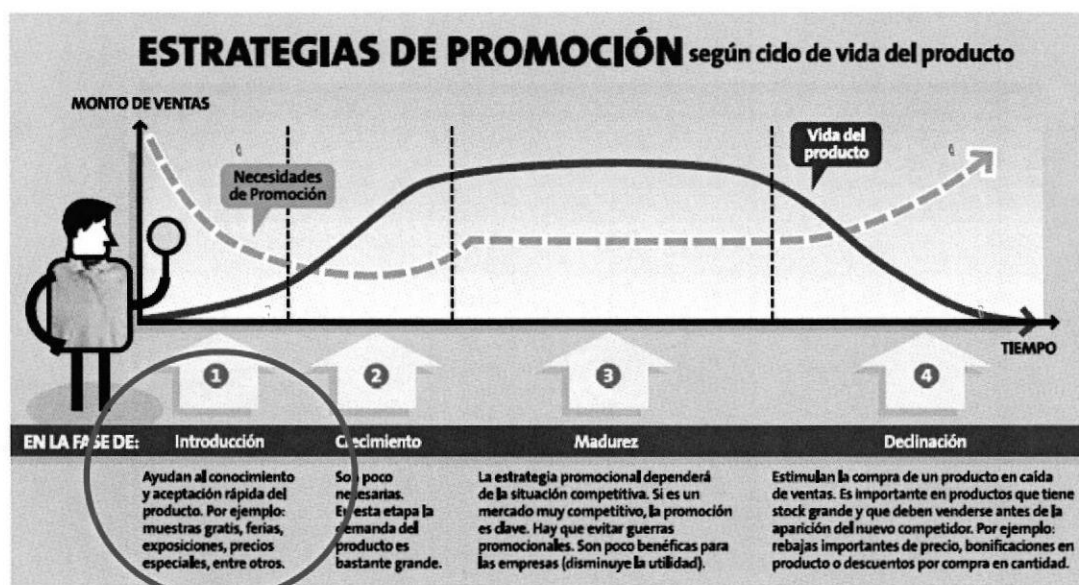 ESTRATEGIAS DE PROMOCIÓN según ciclo de vida del producto
MONTO DE VENTAS
Necesidades
de Promoción
Vida del
producto
TIEMPO
1
2
3
4
EN LA FASE DE:
Introducción
Crecimiento
Madurez
Declinación
Ayudan al conocimiento
y aceptación rápida del
producto. Por ejemplo:
muestras gratis, ferias,
exposiciones, precios
especiales, entre otros.
Son poco
necesarias.
En esta etapa la
demanda del
producto es
bastante grande.
La estrategia promocional dependerá
de la situación competitiva. Si es un
mercado muy competitivo, la promoción
es clave. Hay que evitar guerras
promocionales. Son poco benéficas para
las empresas (disminuye la utilidad).
Estimulan la compra de un producto en caída
de ventas. Es importante en productos que tiene
stock grande y que deben venderse antes de la
aparición del nuevo competidor. Por ejemplo:
rebajas importantes de precio, bonificaciones en
producto o descuentos por compra en cantidad.